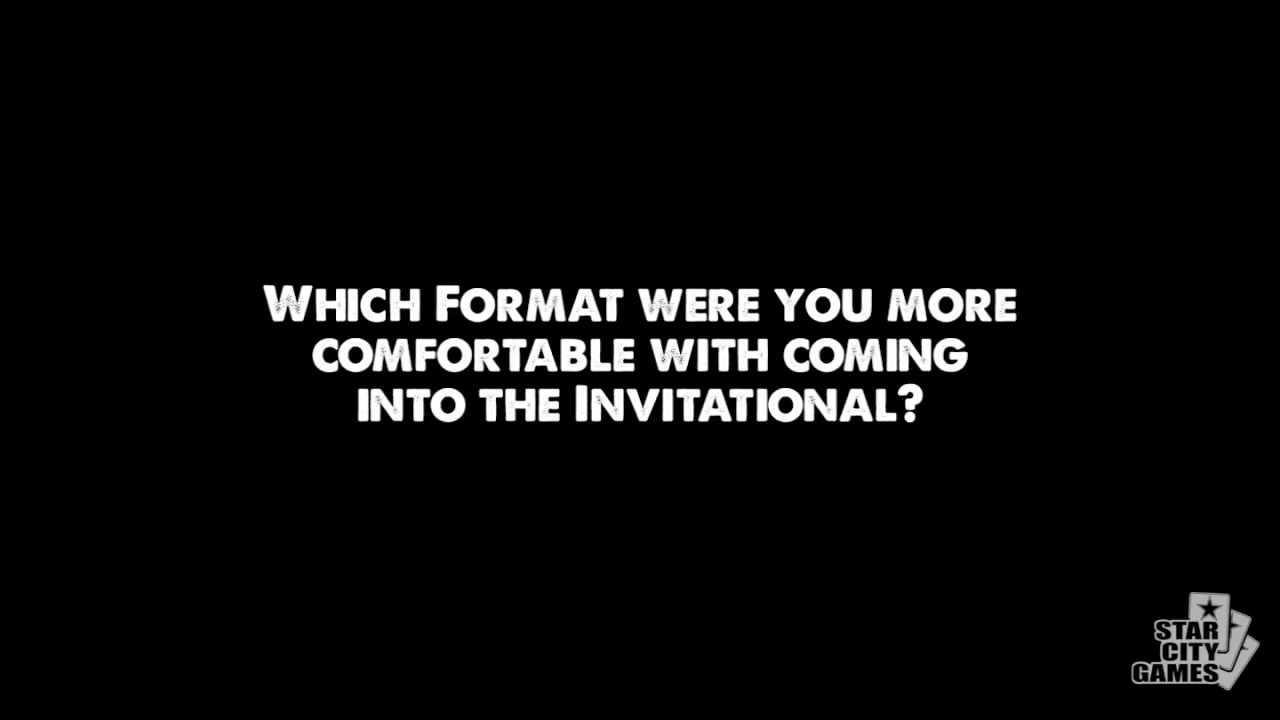 Which Format were you more
comfortable with coming
into the Invitational?
STAR
CITY
GAMES